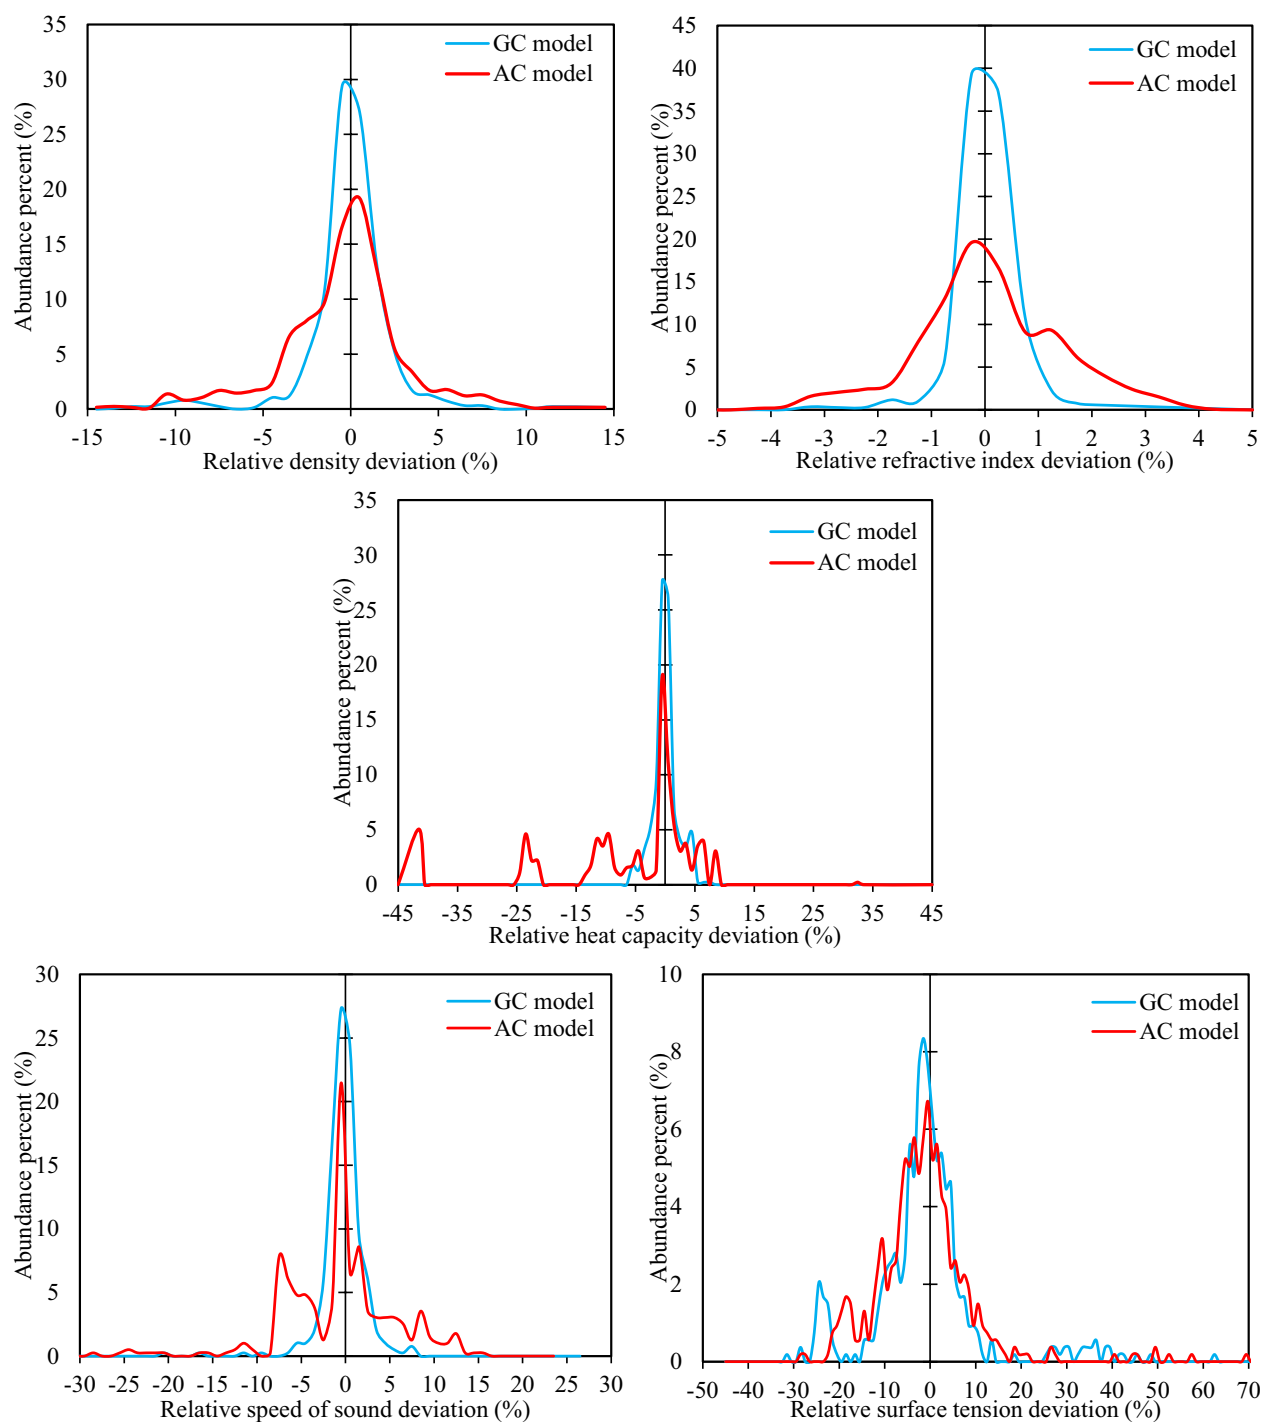 Abundance percent (%)
35
30
25
20
15
10
5
0
GC model
AC model
-15 -10 -5 0 5 10 15
Relative density deviation (%)
Abundance percent (%)
45
40
35
30
25
20
15
10
5
0
GC model
AC model
-5 -4 -3 -2 -1 0 1 2 3 4 5
Relative refractive index deviation (%)
Abundance percent (%)
35
30
25
20
15
10
5
0
GC model
AC model
-45 -35 -25 -15 -5 5 15 25 35 45
Relative heat capacity deviation (%)
Abundance percent (%)
30
25
20
15
10
5
0
GC model
AC model
-30 -25 -20 -15 -10 -5 0 5 10 15 20 25 30
Relative speed of sound deviation (%)
Abundance percent (%)
10
8
6
4
2
0
GC model
AC model
-50 -40 -30 -20 -10 0 10 20 30 40 50 60 70
Relative surface tension deviation (%)